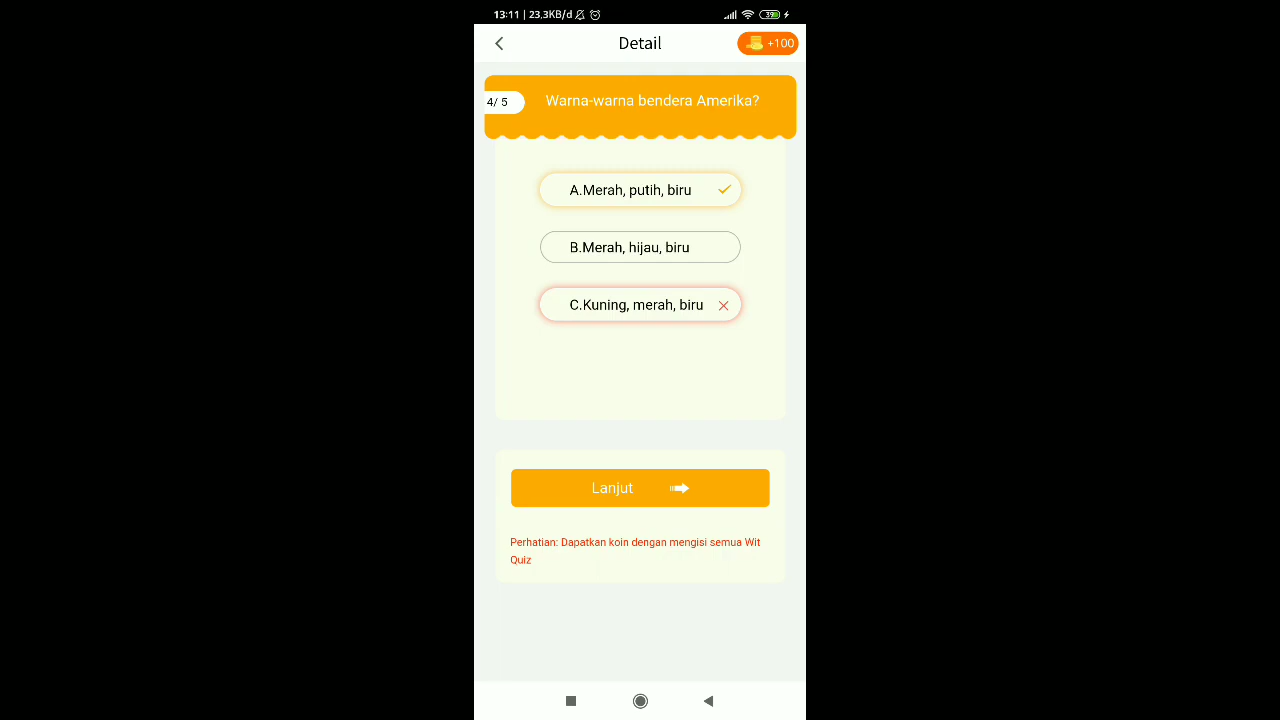 13:11 | 23,3KB/d
39
Detail
+100
4/ 5
Warna-warna bendera Amerika?
A.Merah, putih, biru
B.Merah, hijau, biru
C.Kuning, merah, biru
Lanjut
Perhatian: Dapatkan koin dengan mengisi semua Wit
Quiz